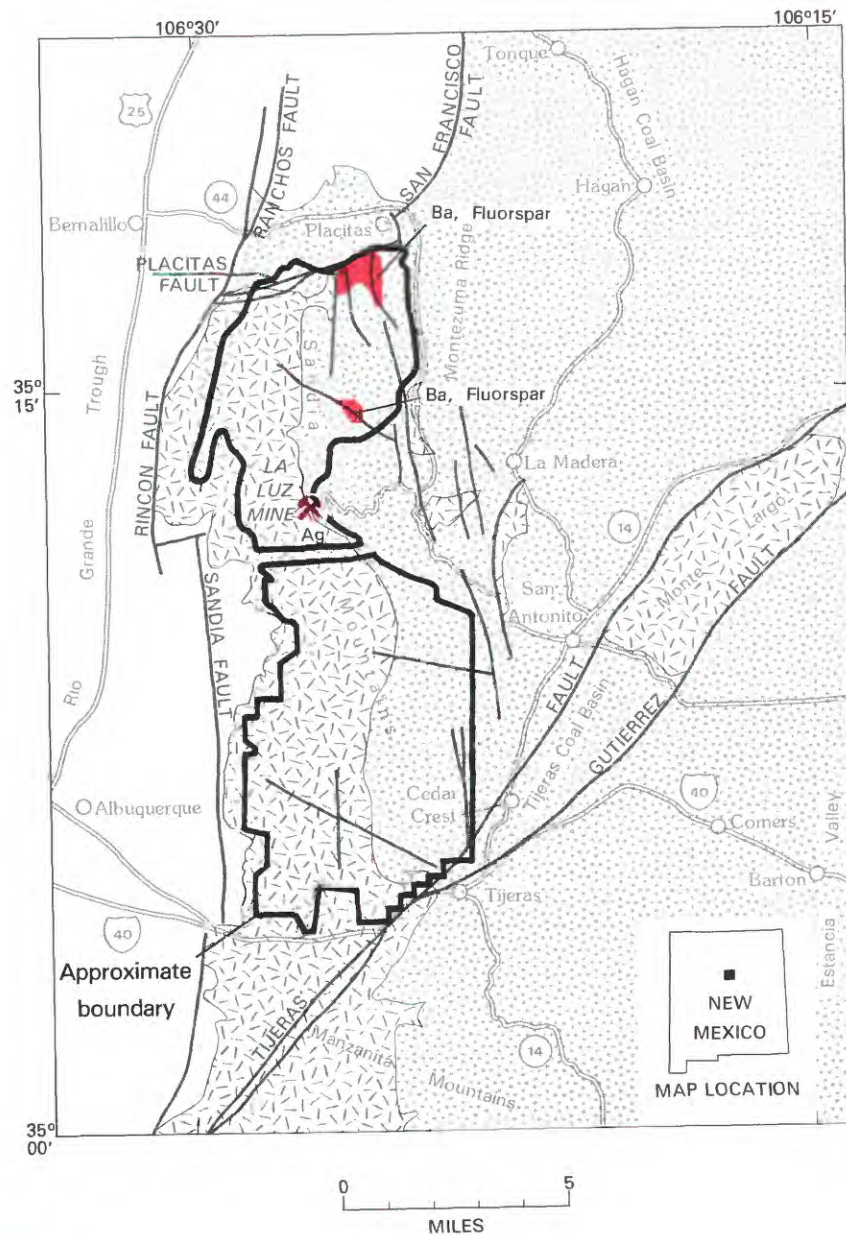 106°30′
106°15′
Tonque
Hagan Coal Basin
SAN FRANCISCO
FAULT
25
RANCHOS FAULT
Hagan
44
Bernalillo
Placitas
Ba, Fluorspar
PLACITAS
FAULT
Montezuma Ridge
Sandia
35°
15′
Trough
Ba, Fluorspar
RINCON FAULT
LA
LUZ
MINE
La Madera
Ag
14
Monte Largo
Grande
SANDIA FAULT
Mountains
San
Antonito
FAULT
GUTIERREZ FAULT
Rio
Tijeras Coal Basin
Albuquerque
Cedar
Crest
40
Comers
Valley
Barton
Tijeras
40
Approximate
boundary
Estancia
NEW
MEXICO
TIJERAS
Manzanita
14
MAP LOCATION
Mountains
35°
00′
0
5
MILES